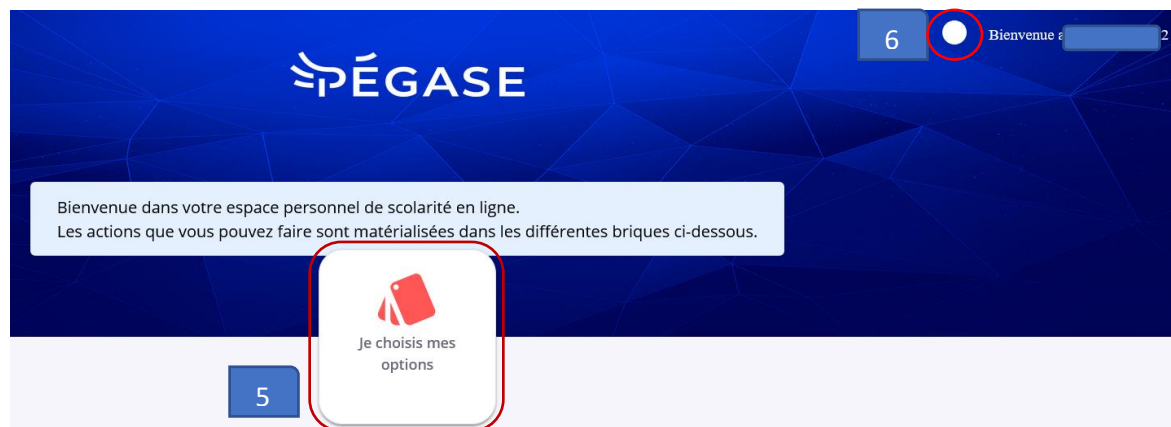 6
Bienvenue
2
PÉGASE
Bienvenue dans votre espace personnel de scolarité en ligne.
Les actions que vous pouvez faire sont matérialisées dans les différentes briques ci-dessous.
Je choisis mes
options
5